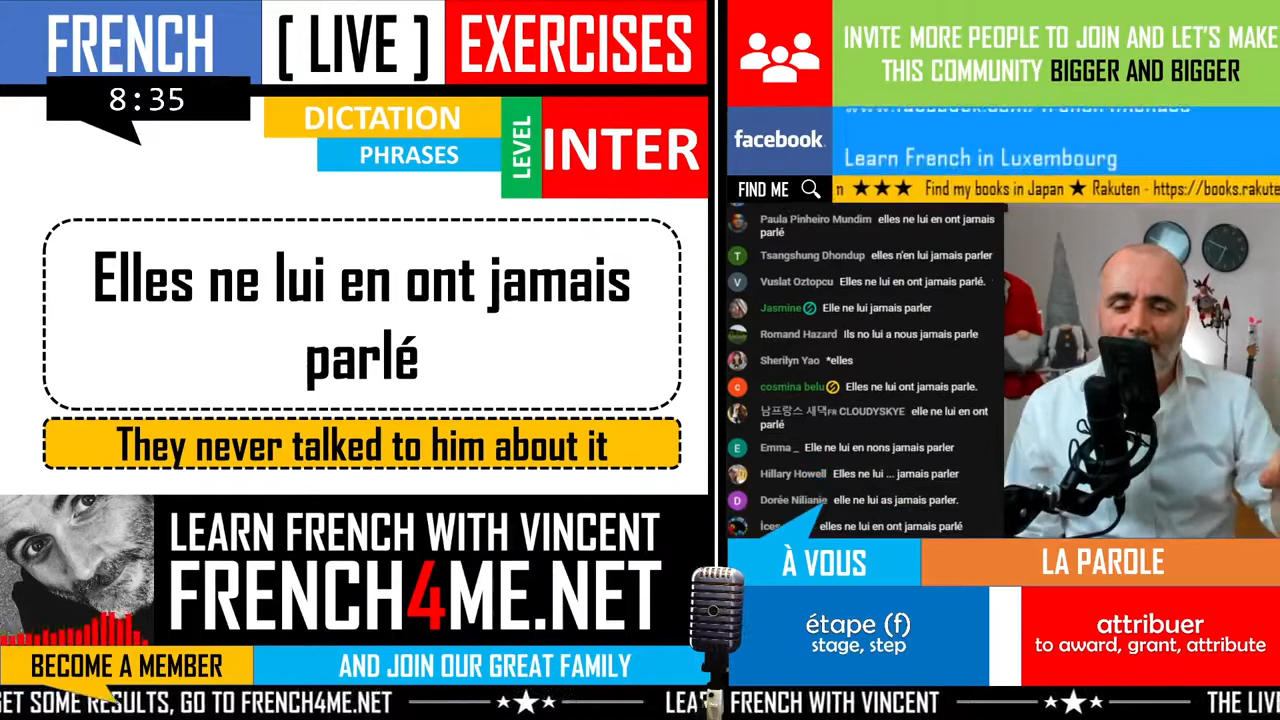 FRENCH
[ LIVE ]
EXERCISES
8:35
DICTATION
PHRASES
LEVEL
INTER
Elles ne lui en ont jamais
parlé
They never talked to him about it
LEARN FRENCH WITH VINCENT
FRENCH4ME.NET
BECOME A MEMBER
AND JOIN OUR GREAT FAMILY
INVITE MORE PEOPLE TO JOIN AND LET'S MAKE
THIS COMMUNITY BIGGER AND BIGGER
facebook
Learn French in Luxembourg
FIND ME
n ★★★ Find my books in Japan ★ Rakuten - https://books.rakute
Paula Pinheiro Mundim elles ne lui en ont jamais
parlé
T
Tsangshung Dhondup elles n'en lui jamais parler
V
Vuslat Oztopcu Elles ne lui en ont jamais parlé.
Jasmine Elle ne lui jamais parler
Romand Hazard Ils no lui a nous jamais parle
Sherilyn Yao *elles
c
cosmina belu Elles ne lui ont jamais parle.
남프랑스 새댁FR CLOUDYSKYE elle ne lui en ont
parlé
E
Emma _ Elle ne lui en nons jamais parler
Hillary Howell Elles ne lui ... jamais parler
D
Dorée Nilianie elle ne lui as jamais parler.
elles ne lui en ont jamais parlé
À VOUS
LA PAROLE
étape (f)
stage, step
attribuer
to award, grant, attribute
GET SOME RESULTS, GO TO FRENCH4ME.NET
LEA
FRENCH WITH VINCENT
THE LIV